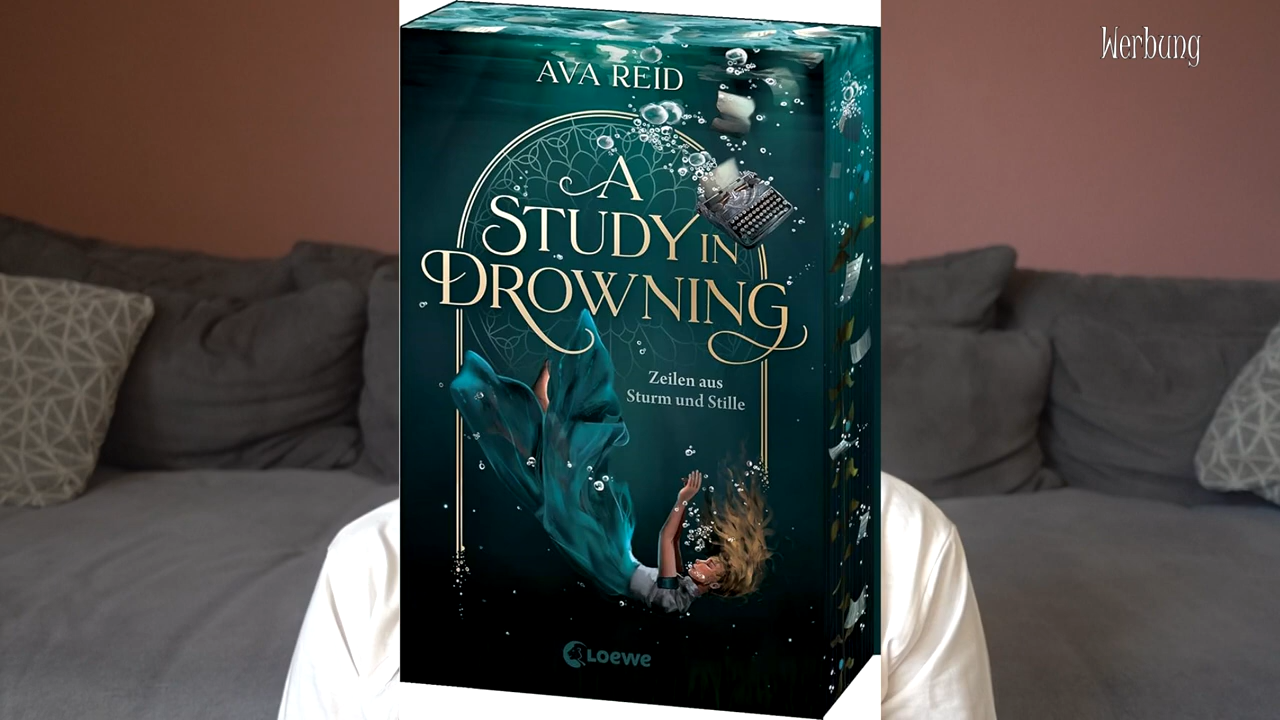 Werbung
AVA REID
A
STUDY IN
DROWNING
Zeilen aus
Sturm und Stille
Loewe